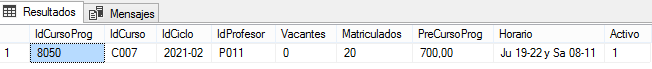 Resultados Mensajes
IdCursoProg IdCurso IdCiclo IdProfesor Vacantes Matriculados PreCursoProg Horario Activo
1 8050 C007 2021-02 P011 0 20 700,00 Ju 19-22 y Sa 08-11 1